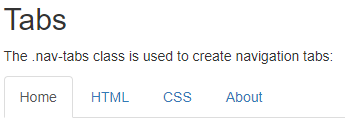 Tabs
The .nav-tabs class is used to create navigation tabs:
Home HTML CSS About